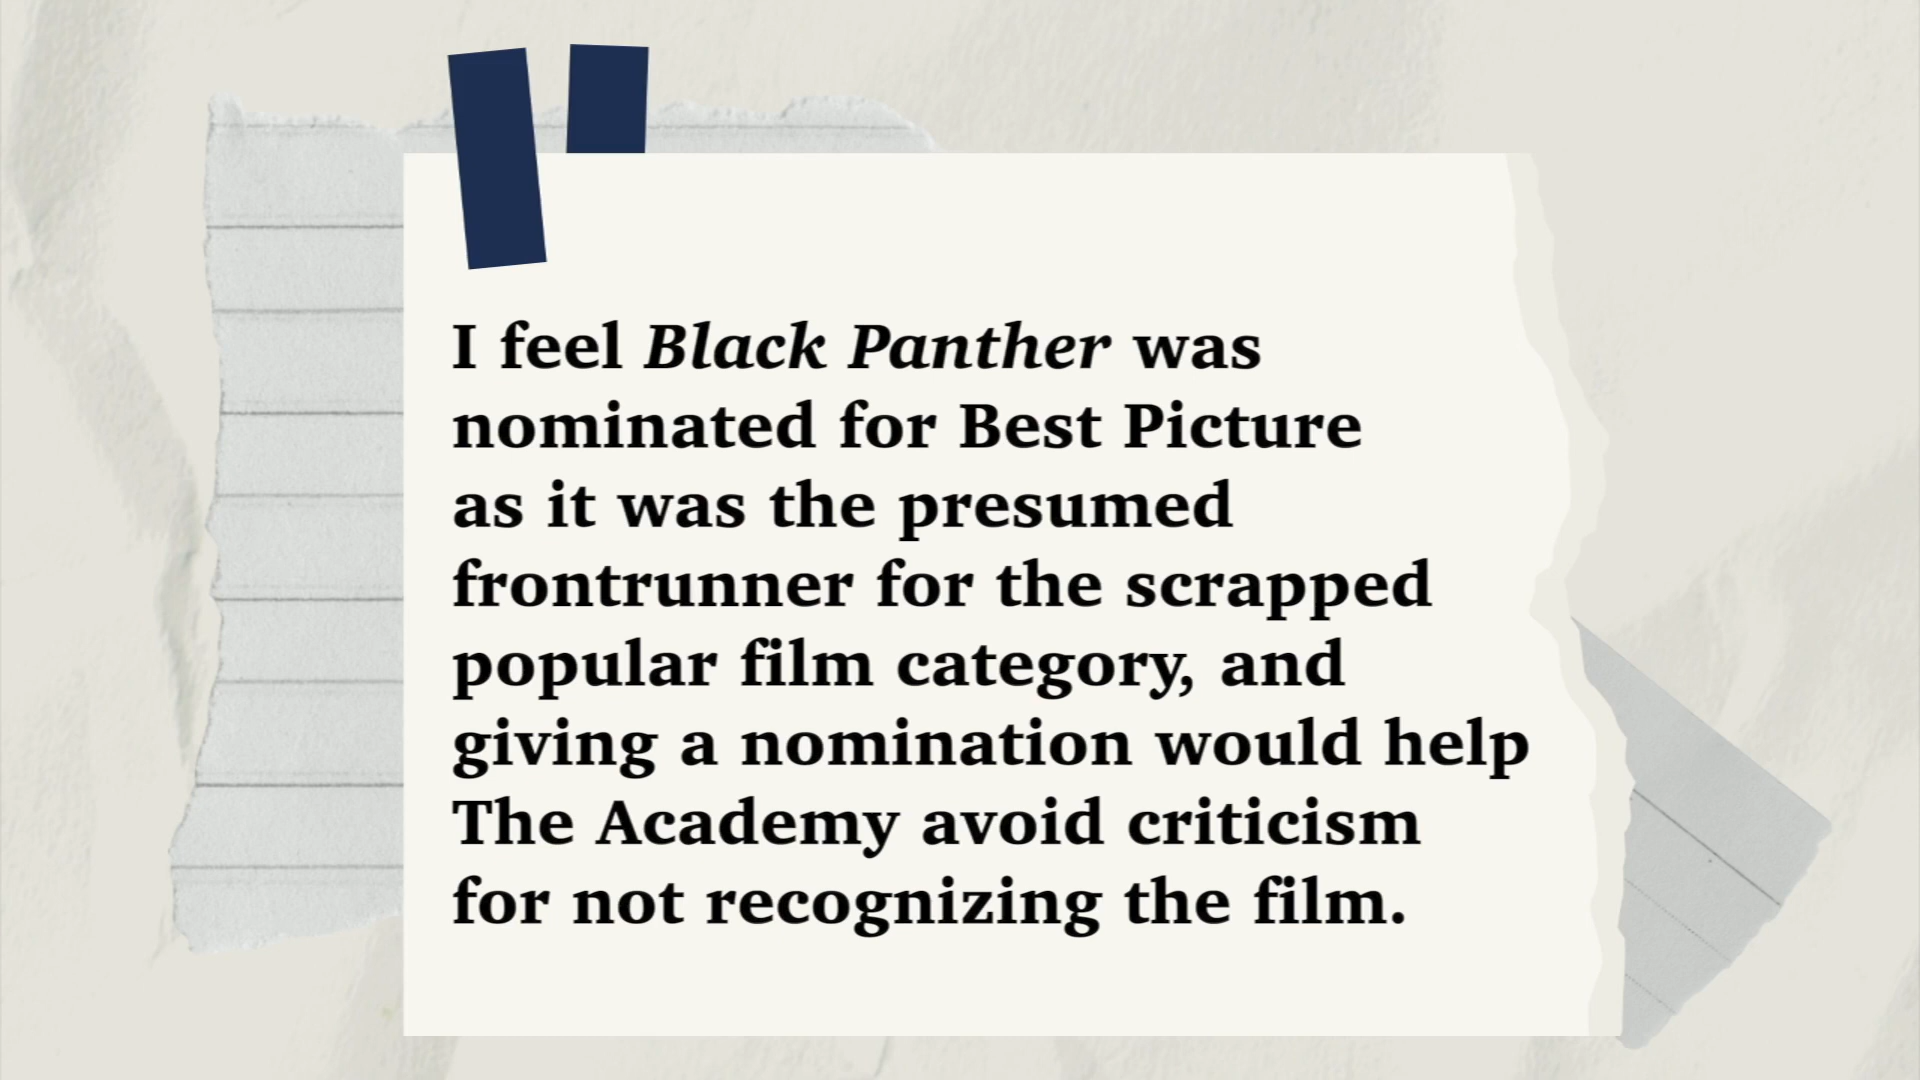 I feel Black Panther was
nominated for Best Picture
as it was the presumed
frontrunner for the scrapped
popular film category, and
giving a nomination would help
The Academy avoid criticism
for not recognizing the film.